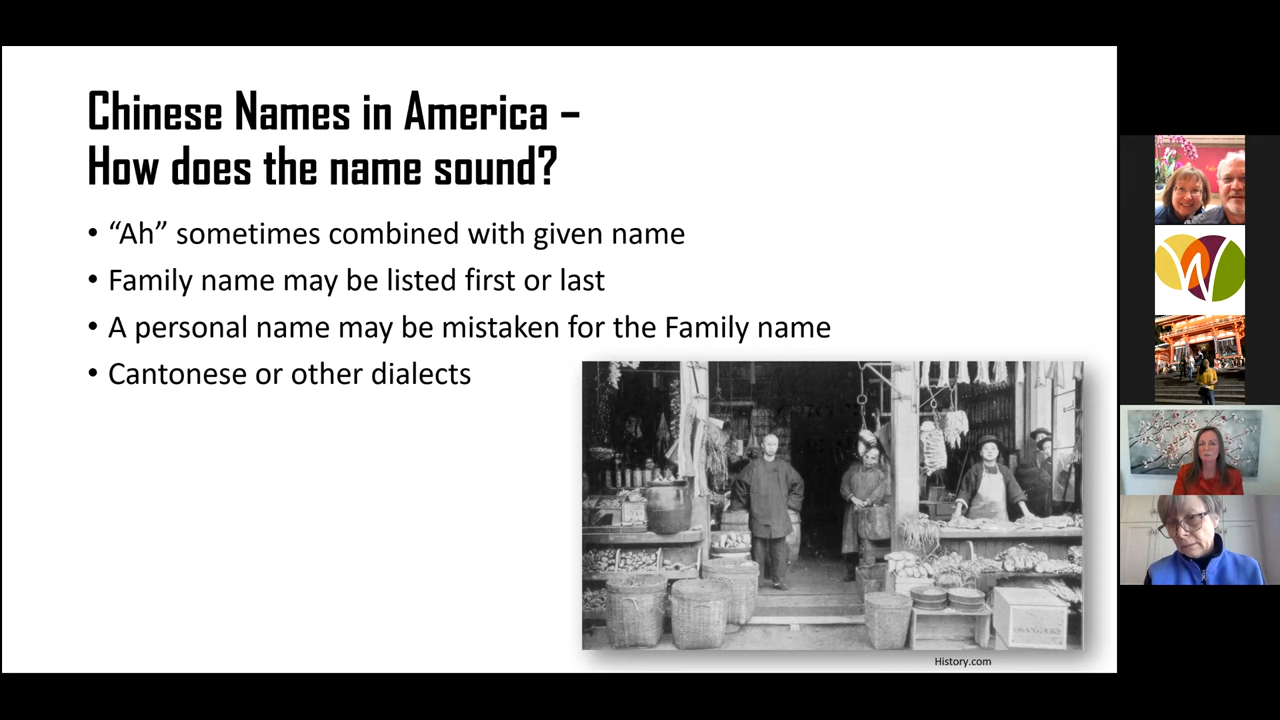 Chinese Names in America –
How does the name sound?
• “Ah” sometimes combined with given name
• Family name may be listed first or last
• A personal name may be mistaken for the Family name
• Cantonese or other dialects
History.com
W